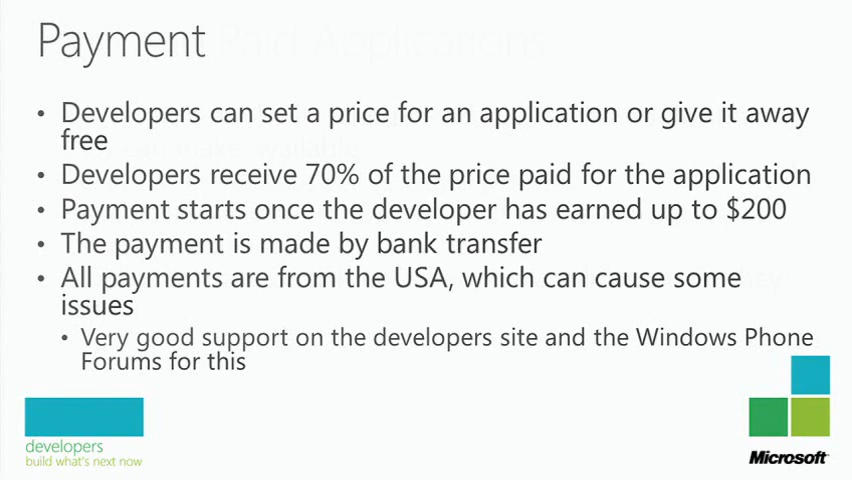 Payment
Paid Applications
• Developers can set a price for an application or give it away
free
• Developers receive 70% of the price paid for the application
• Payment starts once the developer has earned up to $200
• The payment is made by bank transfer
• All payments are from the USA, which can cause some
issues
• Very good support on the developers site and the Windows Phone
Forums for this
developers
build what's next now
Microsoft